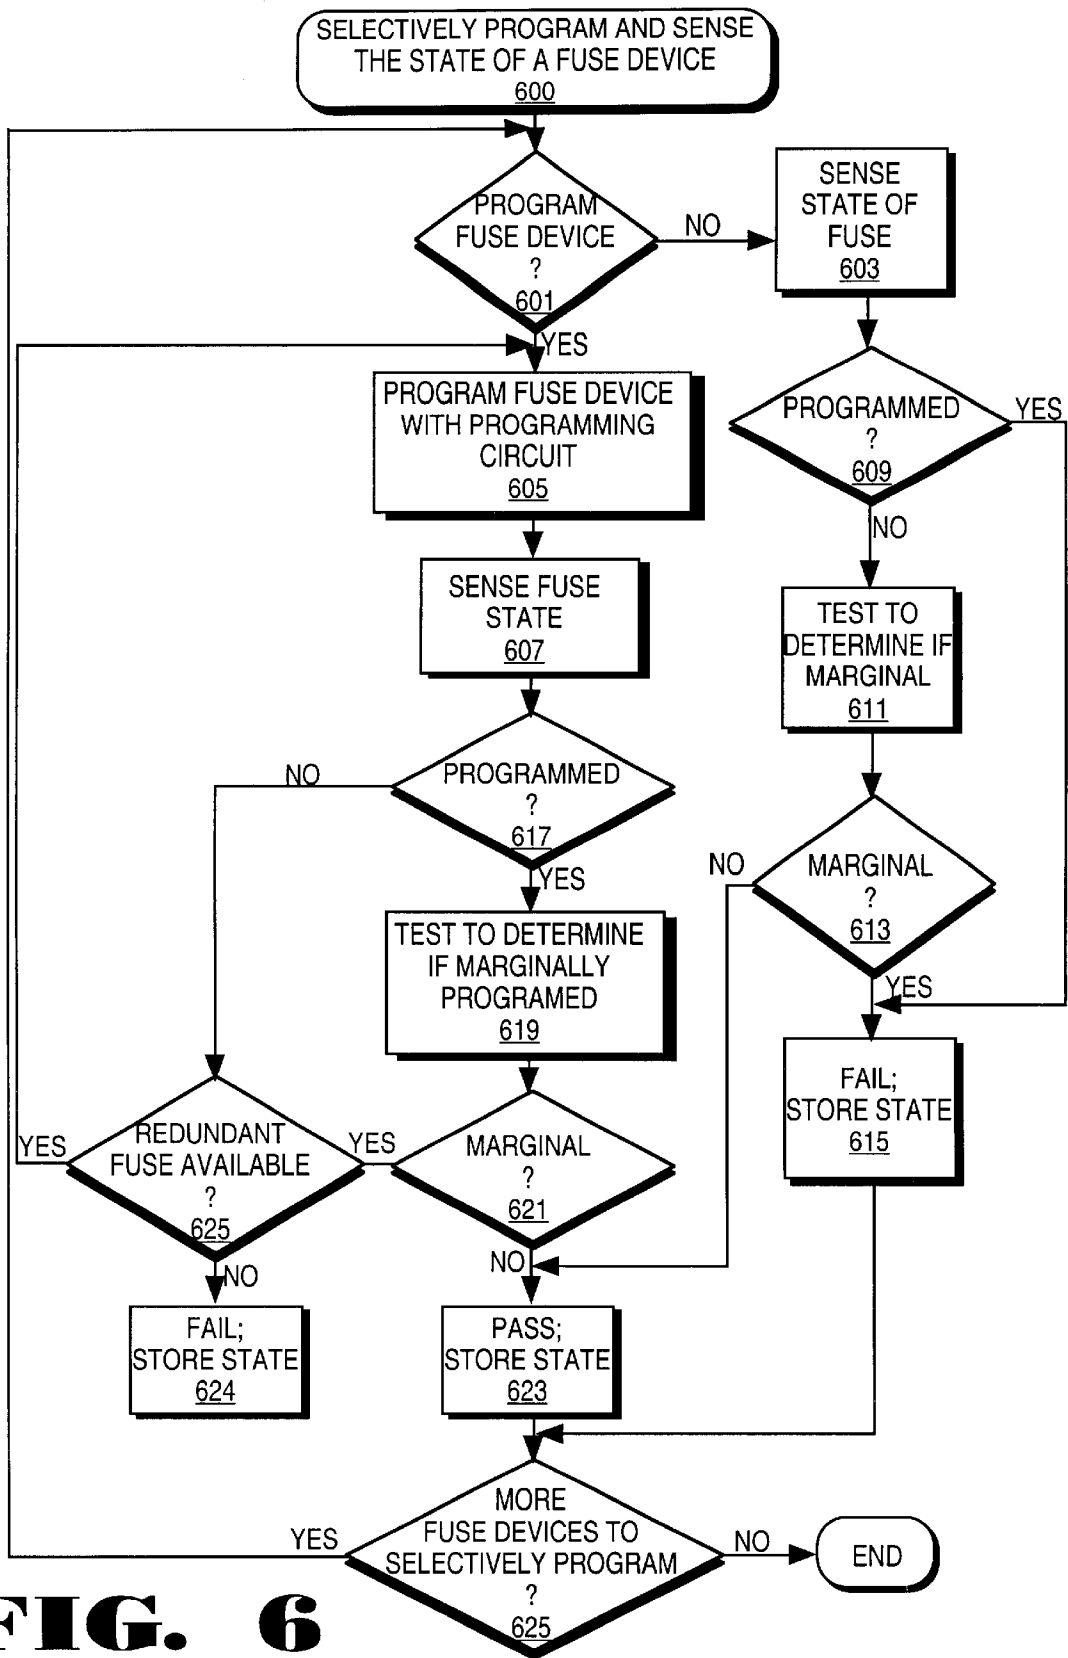 SELECTIVELY PROGRAM AND SENSE
THE STATE OF A FUSE DEVICE
600
PROGRAM
FUSE DEVICE
?
601
NO
SENSE
STATE OF
FUSE
603
YES
PROGRAM FUSE DEVICE
WITH PROGRAMMING
CIRCUIT
605
PROGRAMMED
?
609
YES
NO
SENSE FUSE
STATE
607
TEST TO
DETERMINE IF
MARGINAL
611
PROGRAMMED
?
617
NO
YES
MARGINAL
?
613
NO
YES
TEST TO DETERMINE
IF MARGINALLY
PROGRAMED
619
FAIL;
STORE STATE
615
REDUNDANT
FUSE AVAILABLE
?
625
YES
YES
NO
MARGINAL
?
621
NO
FAIL;
STORE STATE
624
PASS;
STORE STATE
623
MORE
FUSE DEVICES TO
SELECTIVELY PROGRAM
?
625
YES
NO
END
FIG. 6